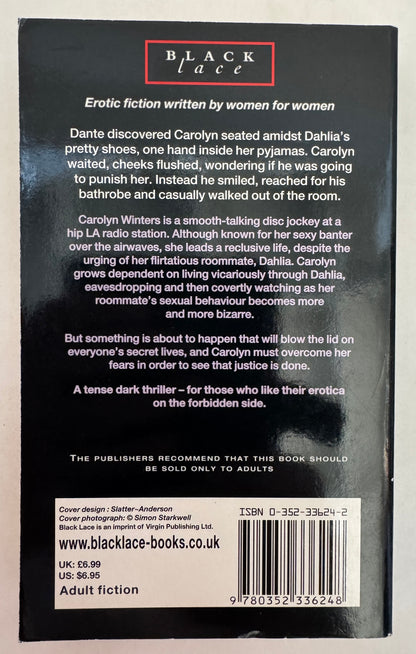 BLACK
lace
Erotic fiction written by women for women
Dante discovered Carolyn seated amidst Dahlia's
pretty shoes, one hand inside her pyjamas. Carolyn
waited, cheeks flushed, wondering if he was going
to punish her. Instead he smiled, reached for his
bathrobe and casually walked out of the room.
Carolyn Winters is a smooth-talking disc jockey at a
hip LA radio station. Although known for her sexy banter
over the airwaves, she leads a reclusive life, despite the
urging of her flirtatious roommate, Dahlia. Carolyn
grows dependent on living vicariously through Dahlia,
eavesdropping and then covertly watching as her
roommate's sexual behaviour becomes more
and more bizarre.
But something is about to happen that will blow the lid on
everyone's secret lives, and Carolyn must overcome her
fears in order to see that justice is done.
A tense dark thriller – for those who like their erotica
on the forbidden side.
THE PUBLISHERS RECOMMEND THAT THIS BOOK SHOULD
BE SOLD ONLY TO ADULTS
Cover design : Slatter~Anderson
Cover photograph: © Simon Starkwell
Black Lace is an imprint of Virgin Publishing Ltd.
www.blacklace-books.co.uk
UK: £6.99
US: $6.95
Adult fiction
ISBN 0-352-33624-2
9 780352 336248